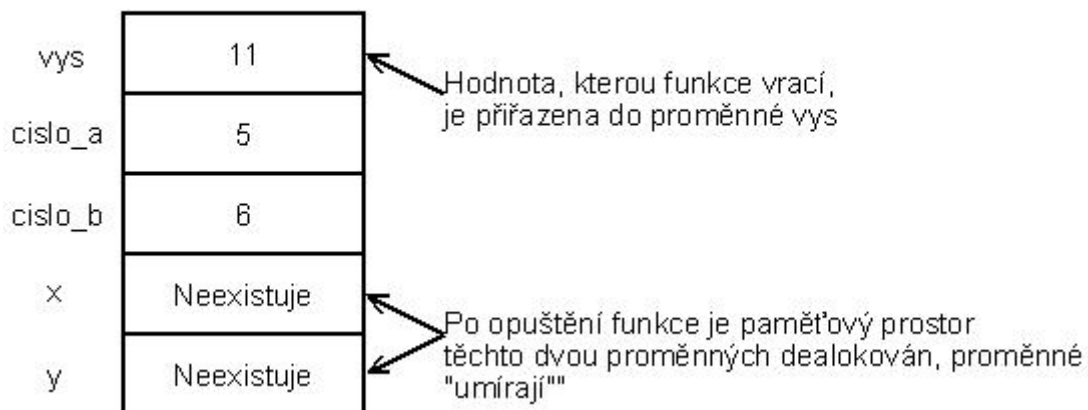 vys
11
Hodnota, kterou funkce vrací,
je přiřazena do proměnné vys
cislo_a
5
cislo_b
6
x
Neexistuje
Po opuštění funkce je paměťový prostor
těchto dvou proměnných dealokován, proměnné
"umírají""
y
Neexistuje